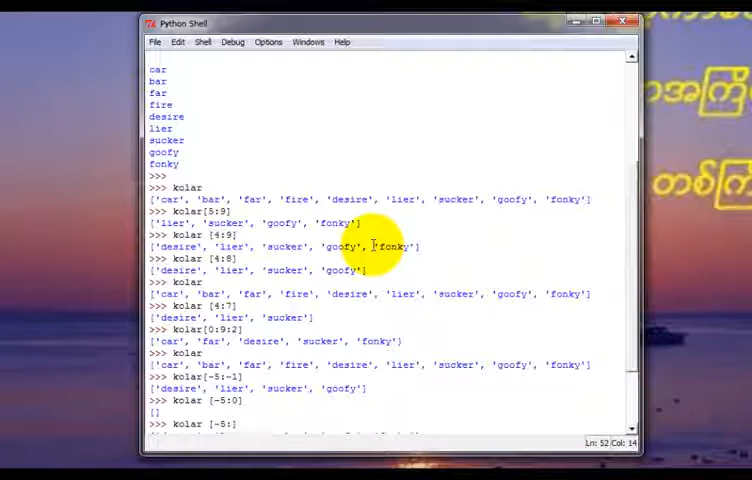 Python Shell
File Edit Shell Debug Options Windows Help
car
bar
far
fire
desire
lier
sucker
goofy
fonky
>>>
>>> kolar
['car', 'bar', 'far', 'fire', 'desire', 'lier', 'sucker', 'goofy', 'fonky']
>>> kolar[5:9]
['lier', 'sucker', 'goofy', 'fonky']
>>> kolar [4:9]
['desire', 'lier', 'sucker', 'goofy', 'fonky']
>>> kolar [4:8]
['desire', 'lier', 'sucker', 'goofy']
>>> kolar
['car', 'bar', 'far', 'fire', 'desire', 'lier', 'sucker', 'goofy', 'fonky']
>>> kolar [4:7]
['desire', 'lier', 'sucker']
>>> kolar[0:9:2]
['car', 'far', 'desire', 'sucker', 'fonky']
>>> kolar
['car', 'bar', 'far', 'fire', 'desire', 'lier', 'sucker', 'goofy', 'fonky']
>>> kolar[-5:-1]
['desire', 'lier', 'sucker', 'goofy']
>>> kolar [-5:0]
[]
>>> kolar [-5:]
Ln: 52 Col: 14